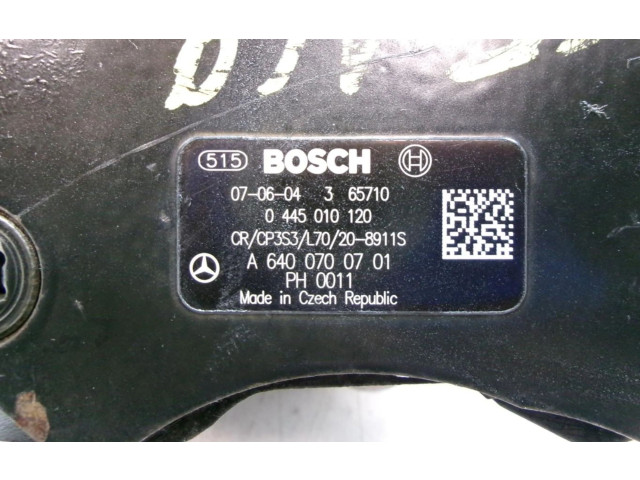 515 BOSCH
07-06-04 3 65710
0 445 010 120
CR/CP3S3/L70/20-8911S
A 640 070 07 01
PH 0011
Made in Czech Republic